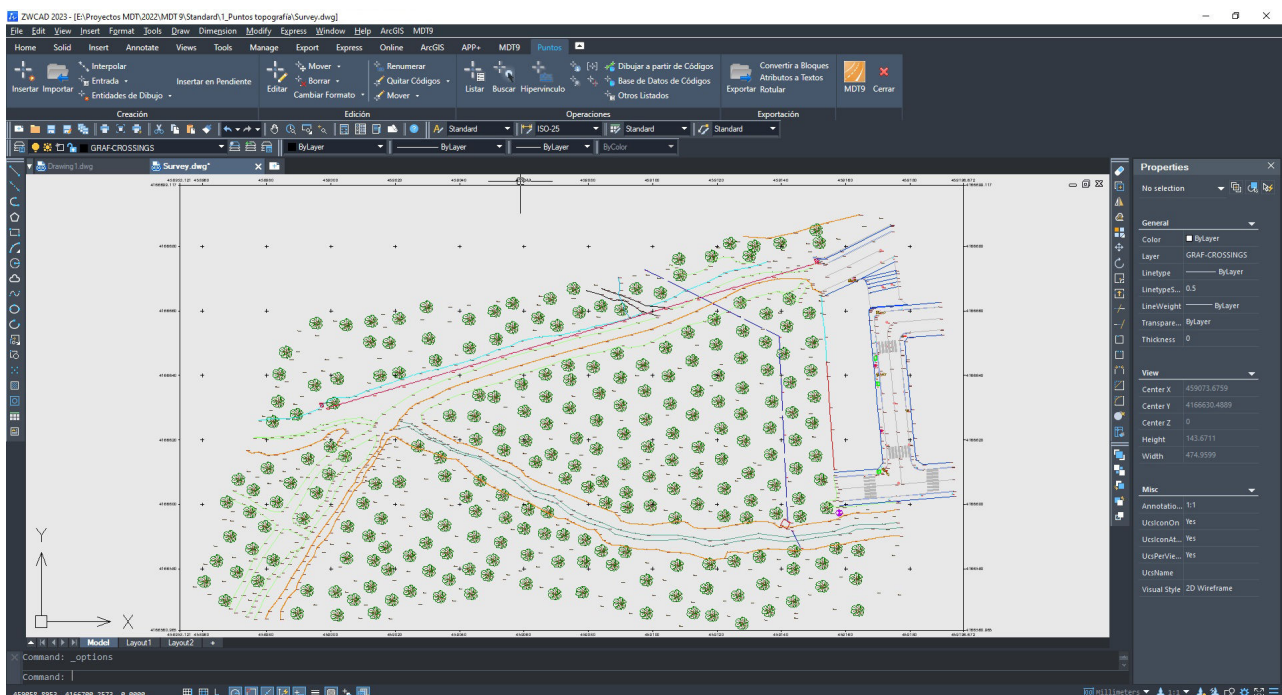 ZWCAD 2023 - [E:\Proyectos MDT\2022\MDT 9\Standard\1_Puntos topografía\Survey.dwg]
File Edit View Insert Format Tools Draw Dimension Modify Express Window Help ArcGIS MDT9
Home Solid Insert Annotate Views Tools Manage Export Express Online ArcGIS APP+ MDT9 Puntos
Interpolar Mover Renumerar Dibujar a partir de Códigos Convertir a Bloques
Entrada Insertar en Pendiente Borrar Quitar Códigos Base de Datos de Códigos Atributos a Textos
Insertar Importar Entidades de Dibujo Editar Cambiar Formato Mover Listar Buscar Hipervínculo Otros Listados Exportar Rotular MDT9 Cerrar
Creación Edición Operaciones Exportación
Standard ISO-25 Standard Standard
GRAF-CROSSINGS ByLayer ByLayer ByLayer ByColor
Drawing1.dwg Survey.dwg*
Properties
No selection
General
Color ByLayer
Layer GRAF-CROSSINGS
Linetype ByLayer
LinetypeS... 0.5
LineWeight ByLayer
Transpare... ByLayer
Thickness 0
View
Center X 459073.6759
Center Y 4166630.4889
Center Z 0
Height 143.6711
Width 474.9599
Misc
Annotatio... 1:1
UcsIconOn Yes
UcsIconAt... Yes
UcsPerVie... Yes
UcsName
Visual Style 2D Wireframe
Y
X
Model Layout1 Layout2 +
Command: _options
Command:
Millimeters 1:1